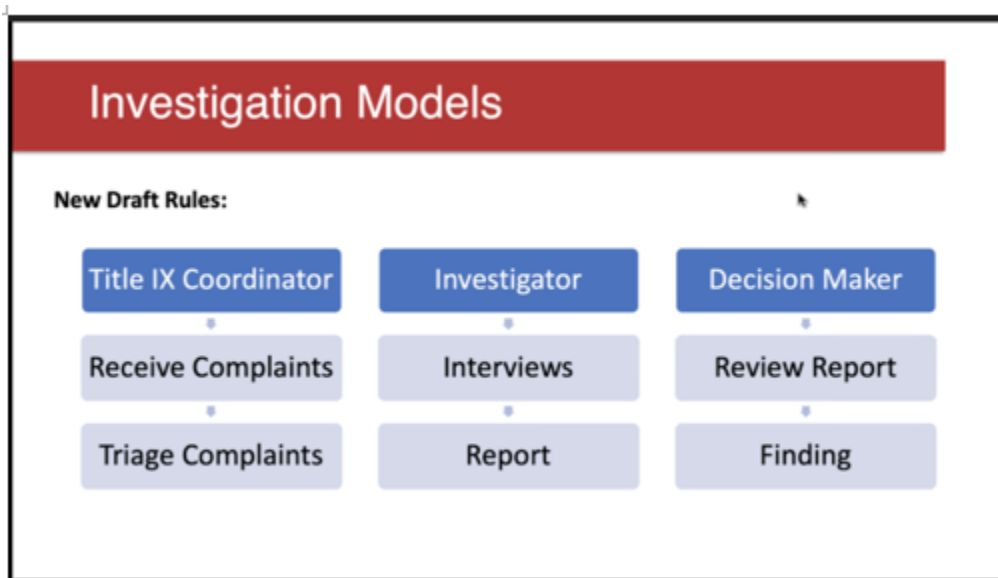 Investigation Models
New Draft Rules:
Title IX Coordinator
Receive Complaints
Triage Complaints
Investigator
Interviews
Report
Decision Maker
Review Report
Finding